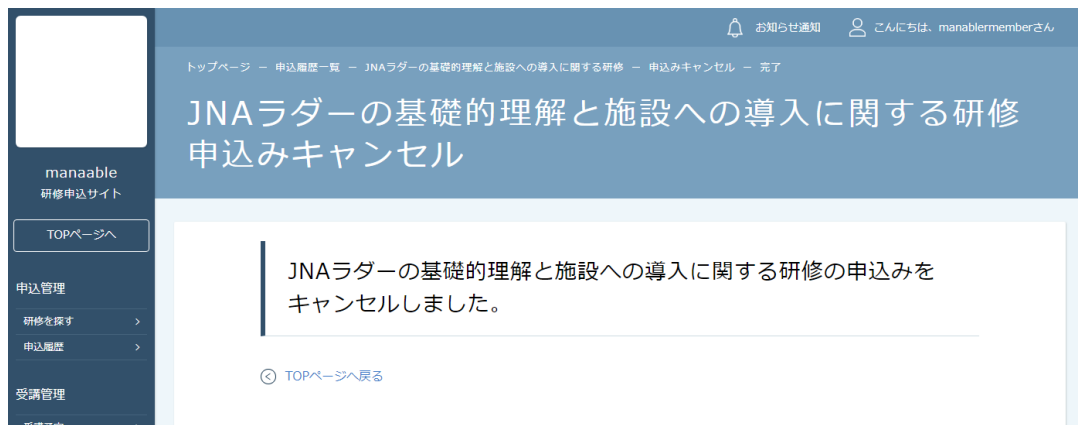 お知らせ通知
こんにちは、manablermemberさん
トップページ － 申込履歴一覧 － JNAラダーの基礎的理解と施設への導入に関する研修 － 申込みキャンセル － 完了
JNAラダーの基礎的理解と施設への導入に関する研修
申込みキャンセル
manaable
研修申込サイト
TOPページへ
申込管理
研修を探す
申込履歴
受講管理
JNAラダーの基礎的理解と施設への導入に関する研修の申込みを
キャンセルしました。
TOPページへ戻る